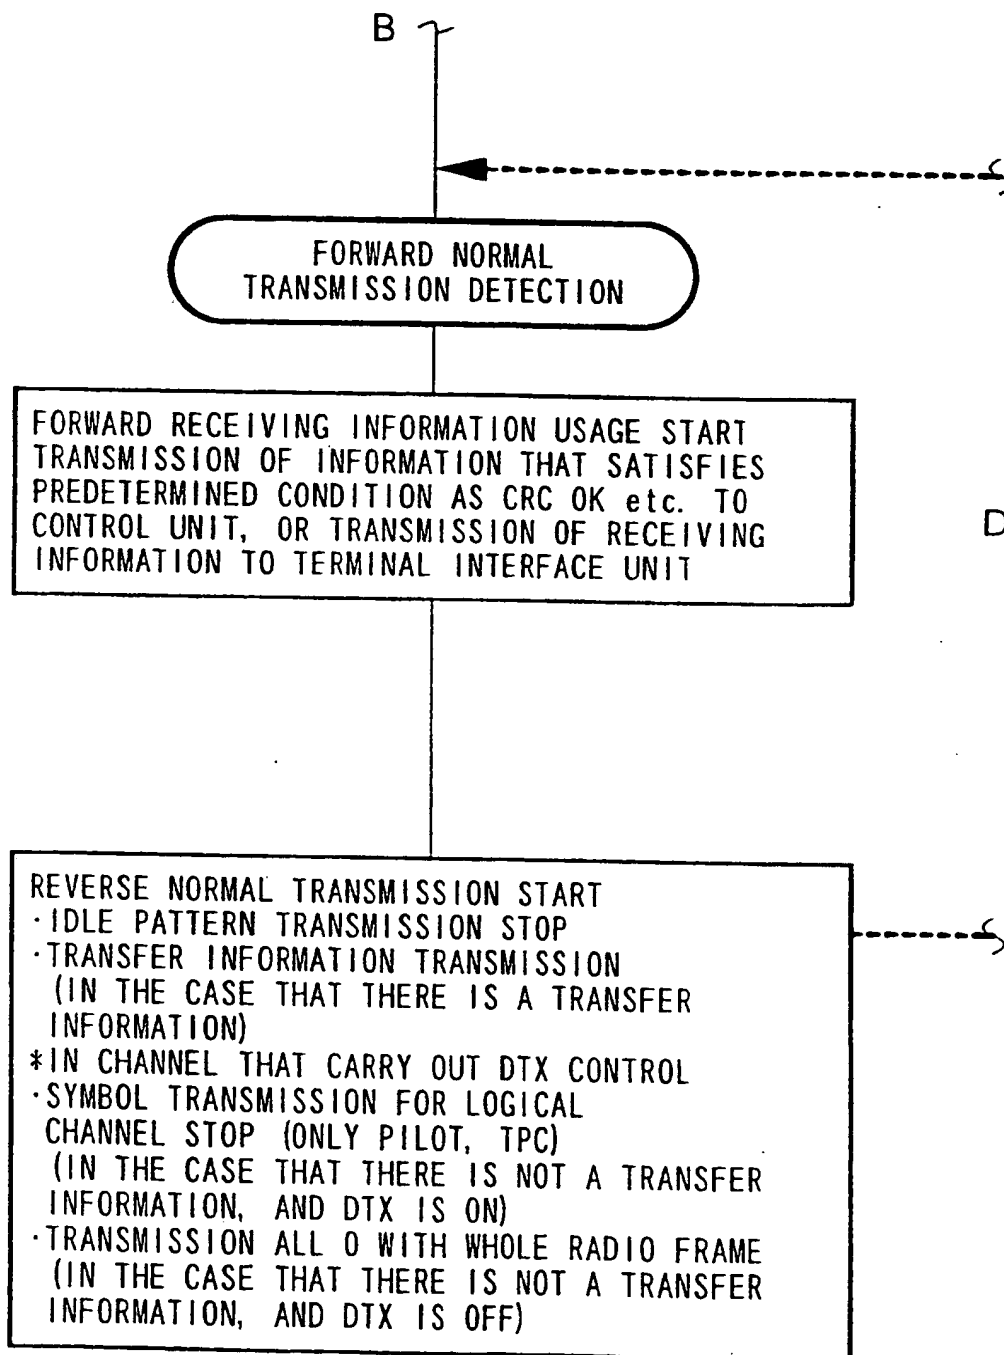 B
FORWARD NORMAL
TRANSMISSION DETECTION
FORWARD RECEIVING INFORMATION USAGE START
TRANSMISSION OF INFORMATION THAT SATISFIES
PREDETERMINED CONDITION AS CRC OK etc. TO
CONTROL UNIT, OR TRANSMISSION OF RECEIVING
INFORMATION TO TERMINAL INTERFACE UNIT
D
REVERSE NORMAL TRANSMISSION START
·IDLE PATTERN TRANSMISSION STOP
·TRANSFER INFORMATION TRANSMISSION
(IN THE CASE THAT THERE IS A TRANSFER
INFORMATION)
*IN CHANNEL THAT CARRY OUT DTX CONTROL
·SYMBOL TRANSMISSION FOR LOGICAL
CHANNEL STOP (ONLY PILOT, TPC)
(IN THE CASE THAT THERE IS NOT A TRANSFER
INFORMATION, AND DTX IS ON)
·TRANSMISSION ALL 0 WITH WHOLE RADIO FRAME
(IN THE CASE THAT THERE IS NOT A TRANSFER
INFORMATION, AND DTX IS OFF)